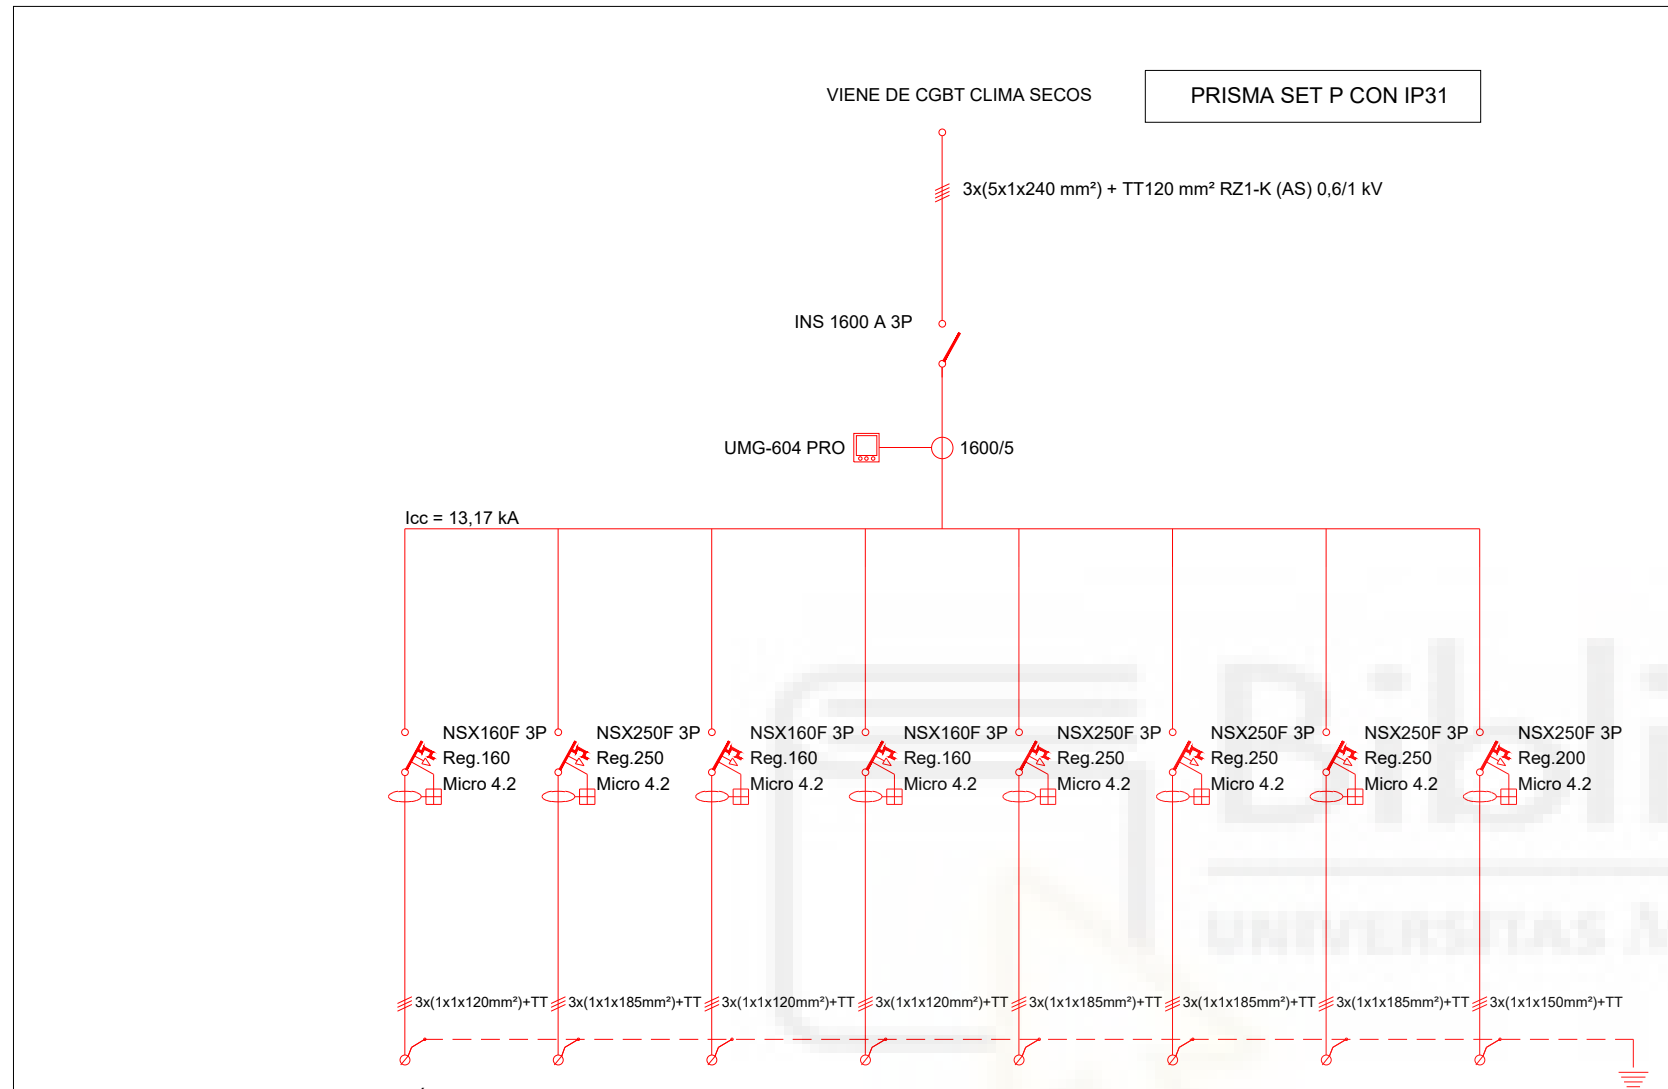 VIENE DE CGBT CLIMA SECOS
PRISMA SET P CON IP31
3x(5x1x240 mm²) + TT120 mm² RZ1-K (AS) 0,6/1 kV
INS 1600 A 3P
UMG-604 PRO
1600/5
Icc = 13,17 kA
NSX160F 3P
Reg.160
Micro 4.2
NSX250F 3P
Reg.250
Micro 4.2
NSX160F 3P
Reg.160
Micro 4.2
NSX160F 3P
Reg.160
Micro 4.2
NSX250F 3P
Reg.250
Micro 4.2
NSX250F 3P
Reg.250
Micro 4.2
NSX250F 3P
Reg.250
Micro 4.2
NSX250F 3P
Reg.200
Micro 4.2
3x(1x1x120mm²)+TT
3x(1x1x185mm²)+TT
3x(1x1x120mm²)+TT
3x(1x1x120mm²)+TT
3x(1x1x185mm²)+TT
3x(1x1x185mm²)+TT
3x(1x1x185mm²)+TT
3x(1x1x150mm²)+TT
Bibli
UNIVERSITAS